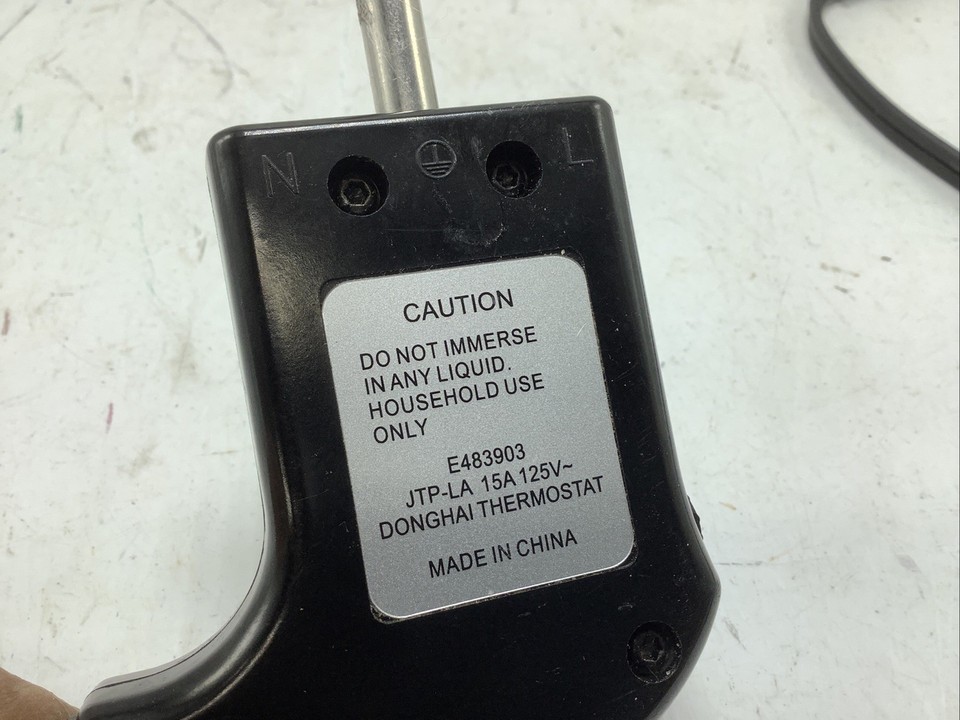 N L
CAUTION
DO NOT IMMERSE
IN ANY LIQUID.
HOUSEHOLD USE
ONLY
E483903
JTP-LA 15A 125V~
DONGHAI THERMOSTAT
MADE IN CHINA